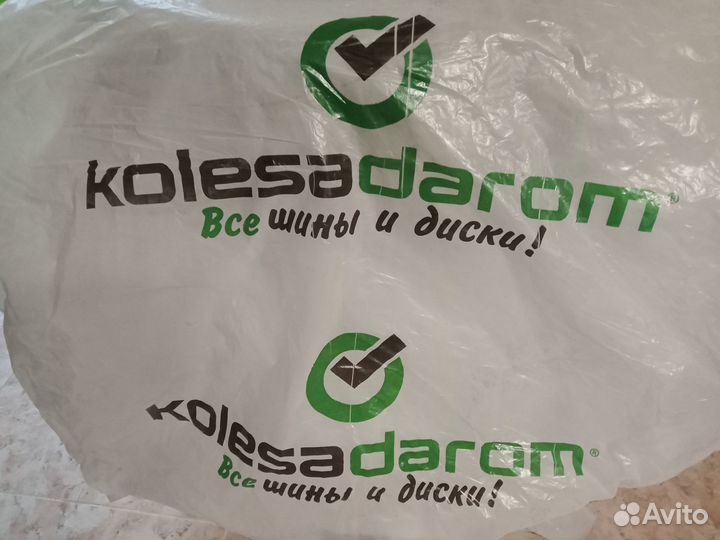 kolesadarom®
Все шины и диски!
kolesadarom®
Все шины и диски!
Avito